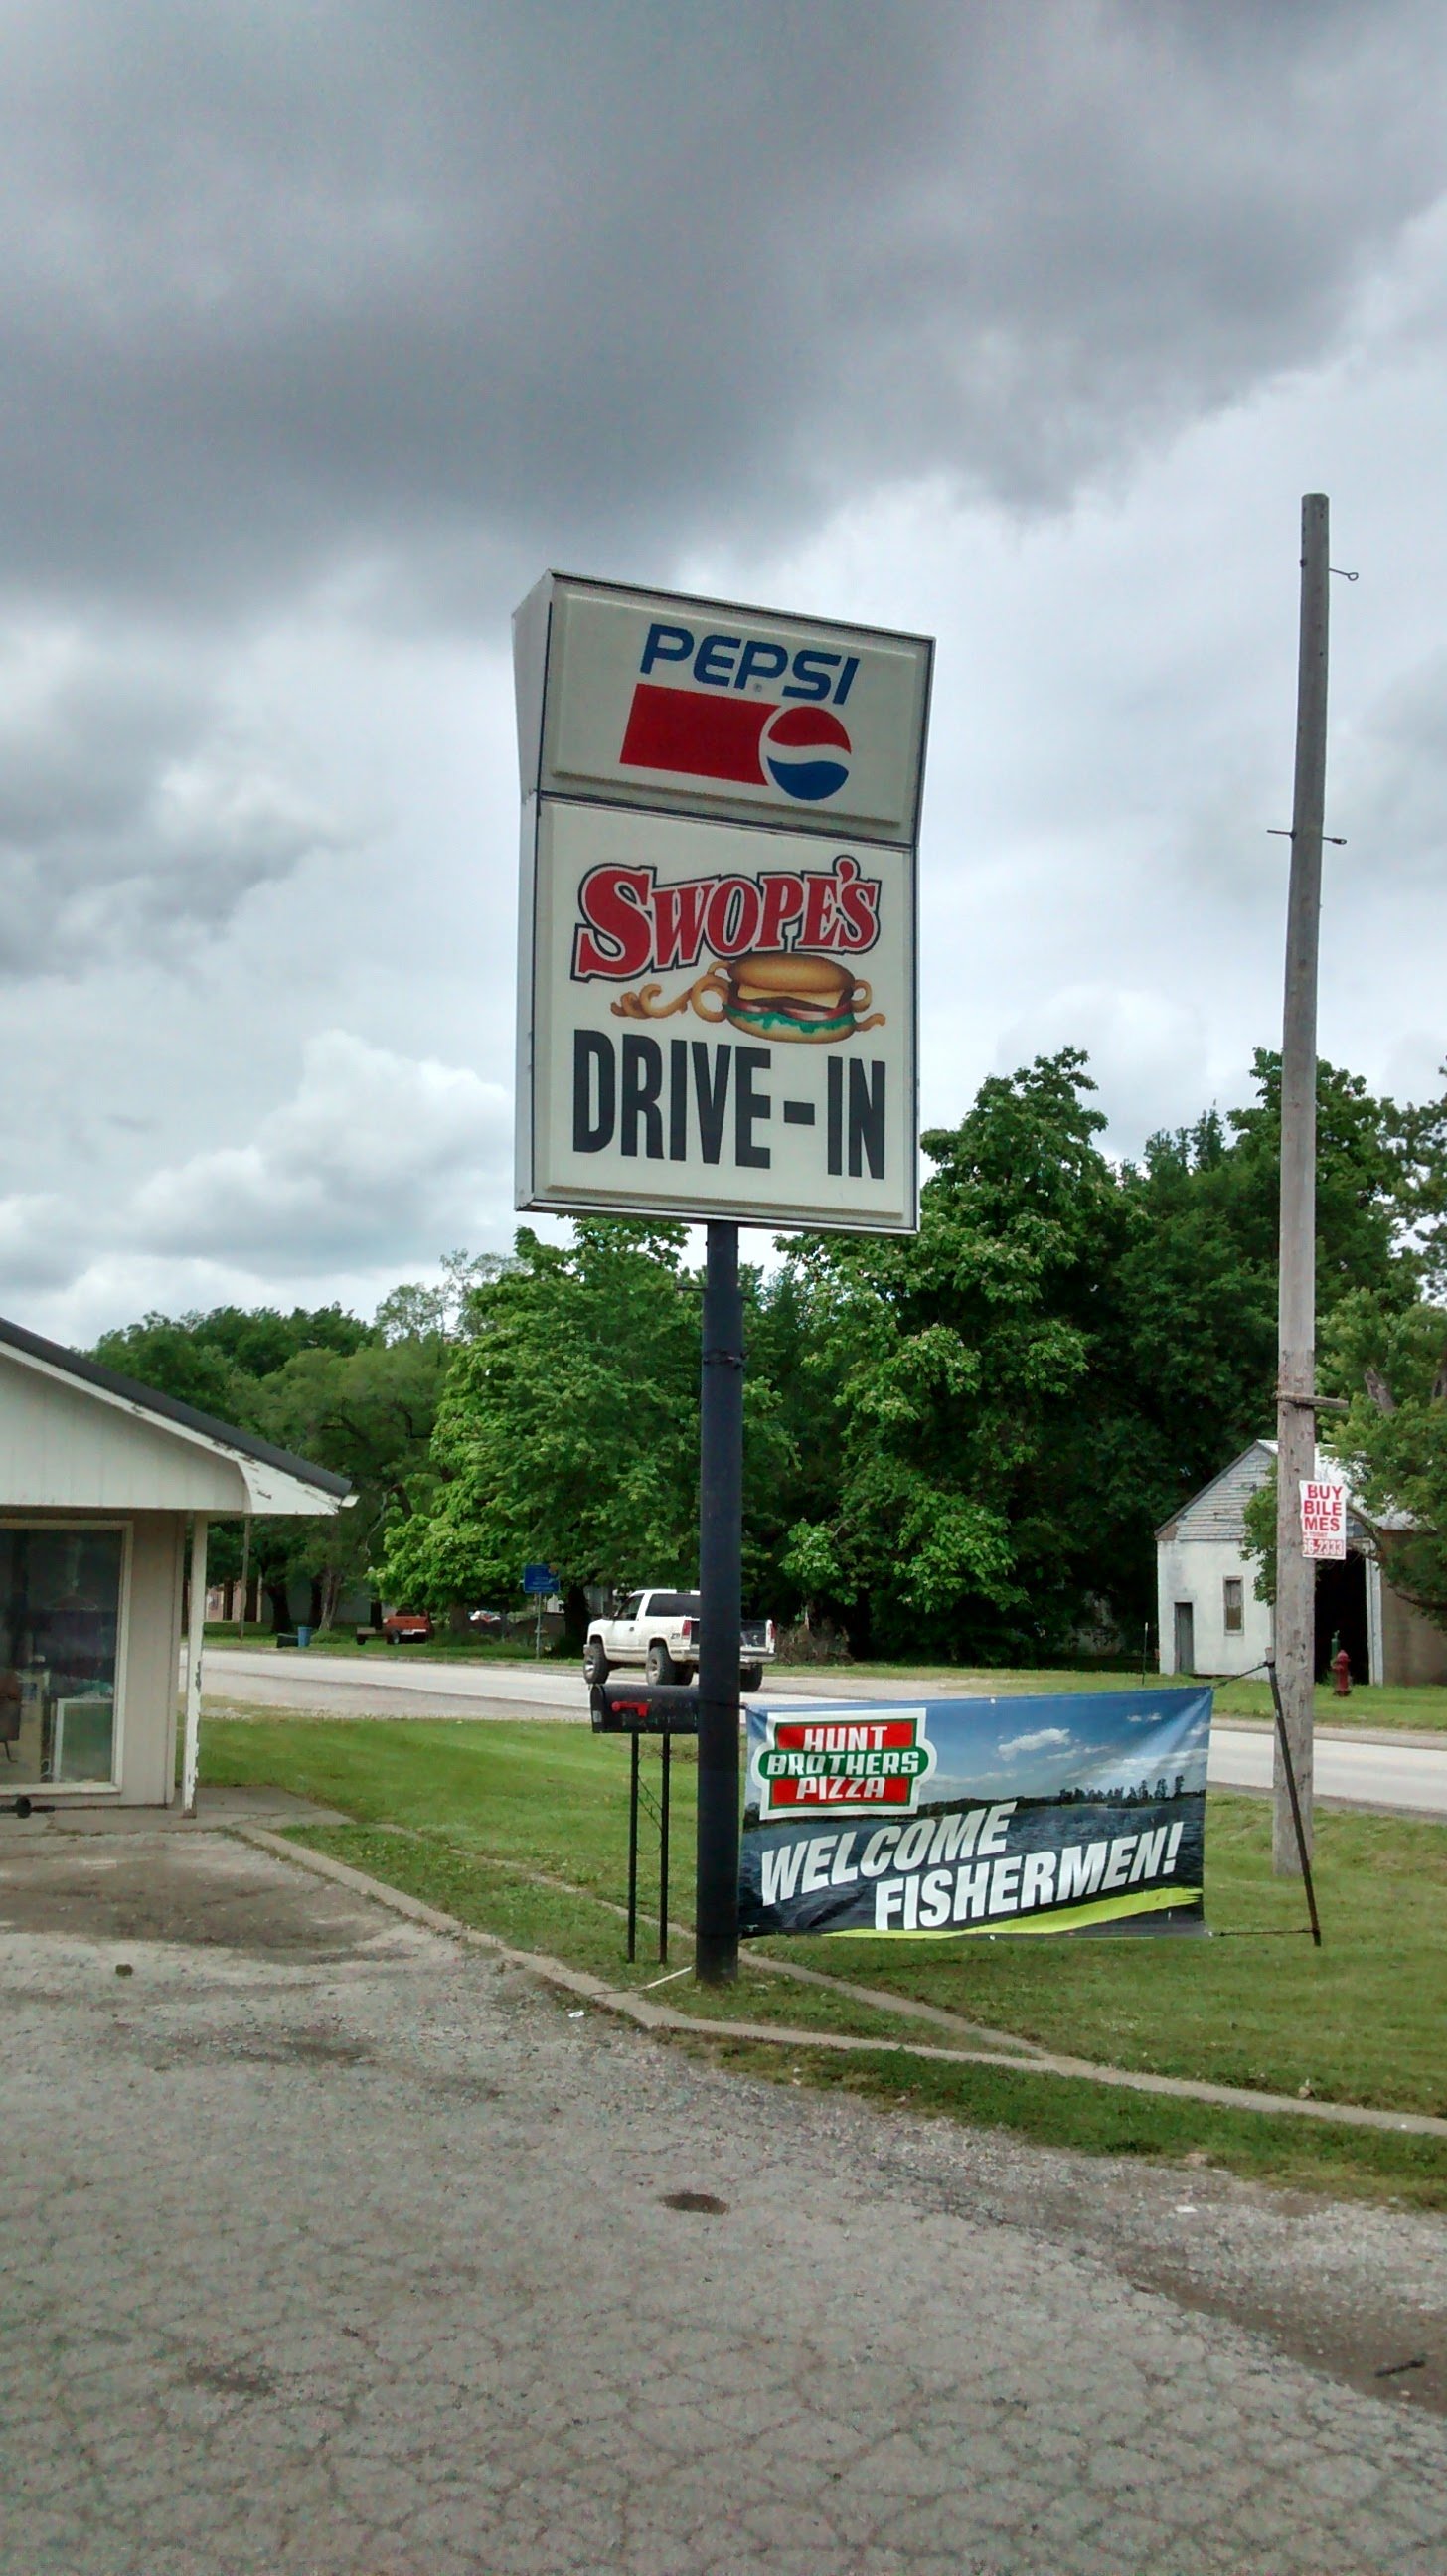 PEPSI
SWOPE'S
DRIVE-IN
BUY
BILE
MES
HUNT
BROTHERS
PIZZA
WELCOME
FISHERMEN!